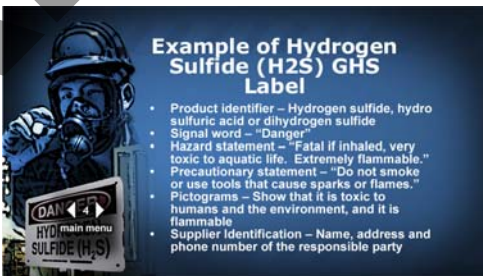 Example of Hydrogen
Sulfide (H2S) GHS
Label
• Product identifier – Hydrogen sulfide, hydro
sulfuric acid or dihydrogen sulfide
• Signal word – “Danger”
• Hazard statement – “Fatal if inhaled, very
toxic to aquatic life.  Extremely flammable.”
• Precautionary statement – “Do not smoke
or use tools that cause sparks or flames.”
• Pictograms – Show that it is toxic to
humans and the environment, and it is
flammable
• Supplier Identification – Name, address and
phone number of the responsible party
DANGER
4
HYD
main menu
SULFIDE (H₂S)